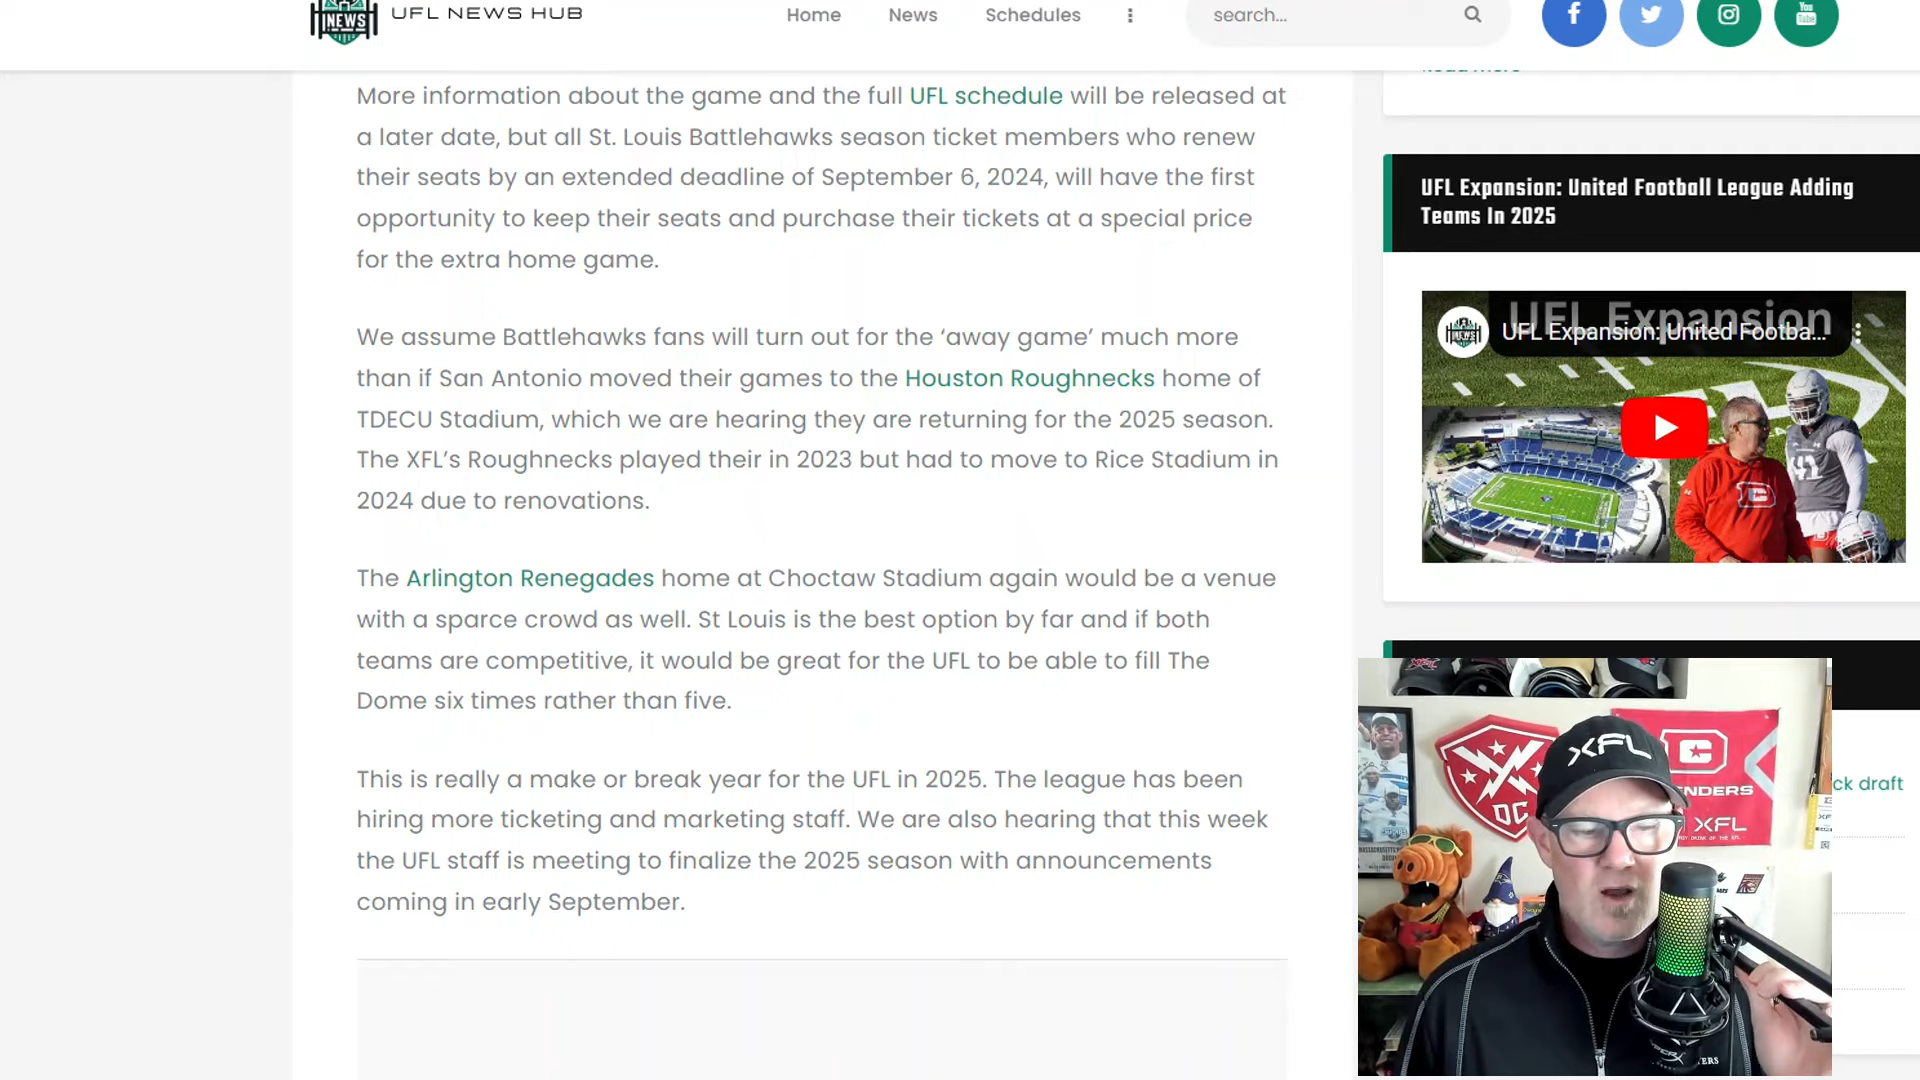 NEWS
UFL NEWS HUB
Home
News
Schedules
search...
You
Tube
More information about the game and the full UFL schedule will be released at
a later date, but all St. Louis Battlehawks season ticket members who renew
their seats by an extended deadline of September 6, 2024, will have the first
opportunity to keep their seats and purchase their tickets at a special price
for the extra home game.
We assume Battlehawks fans will turn out for the ‘away game’ much more
than if San Antonio moved their games to the Houston Roughnecks home of
TDECU Stadium, which we are hearing they are returning for the 2025 season.
The XFL’s Roughnecks played their in 2023 but had to move to Rice Stadium in
2024 due to renovations.
The Arlington Renegades home at Choctaw Stadium again would be a venue
with a sparce crowd as well. St Louis is the best option by far and if both
teams are competitive, it would be great for the UFL to be able to fill The
Dome six times rather than five.
This is really a make or break year for the UFL in 2025. The league has been
hiring more ticketing and marketing staff. We are also hearing that this week
the UFL staff is meeting to finalize the 2025 season with announcements
coming in early September.
Read more
UFL Expansion: United Football League Adding
Teams In 2025
UFL Expansion
UFL Expansion: United Footba...
41
ck draft
XFL
DC
ENDERS
XFL